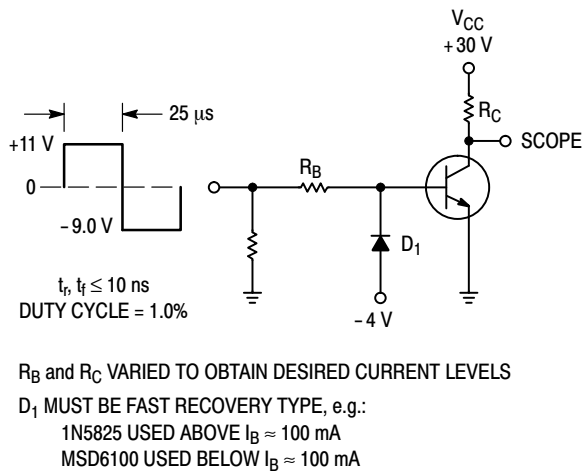 V_CC
+30 V
25 μs
R_C
+11 V
SCOPE
R_B
0
−9.0 V
D_1
t_r, t_f ≤ 10 ns
DUTY CYCLE = 1.0%
−4 V
R_B and R_C VARIED TO OBTAIN DESIRED CURRENT LEVELS
D_1 MUST BE FAST RECOVERY TYPE, e.g.:
1N5825 USED ABOVE I_B ≈ 100 mA
MSD6100 USED BELOW I_B ≈ 100 mA